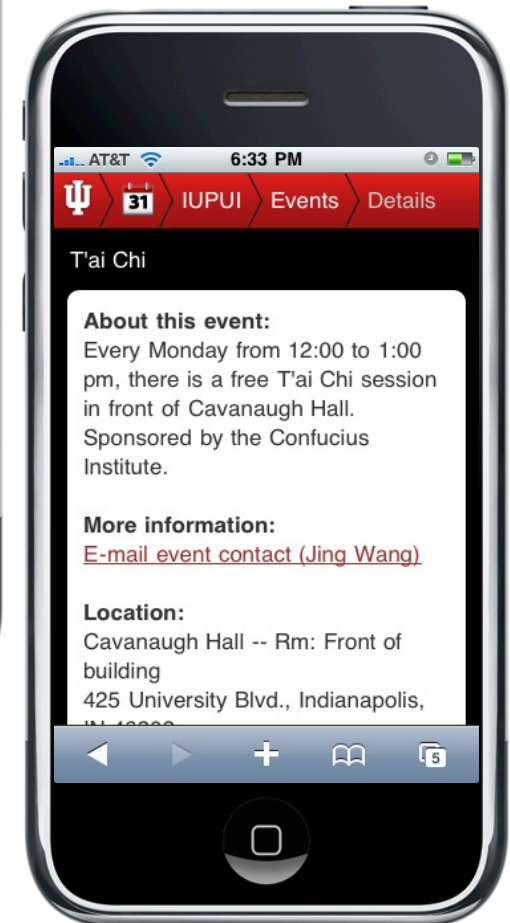 AT&T 6:33 PM
31 IUPUI Events Details
T'ai Chi
About this event:
Every Monday from 12:00 to 1:00
pm, there is a free T'ai Chi session
in front of Cavanaugh Hall.
Sponsored by the Confucius
Institute.
More information:
E-mail event contact (Jing Wang)
Location:
Cavanaugh Hall -- Rm: Front of
building
425 University Blvd., Indianapolis,
5